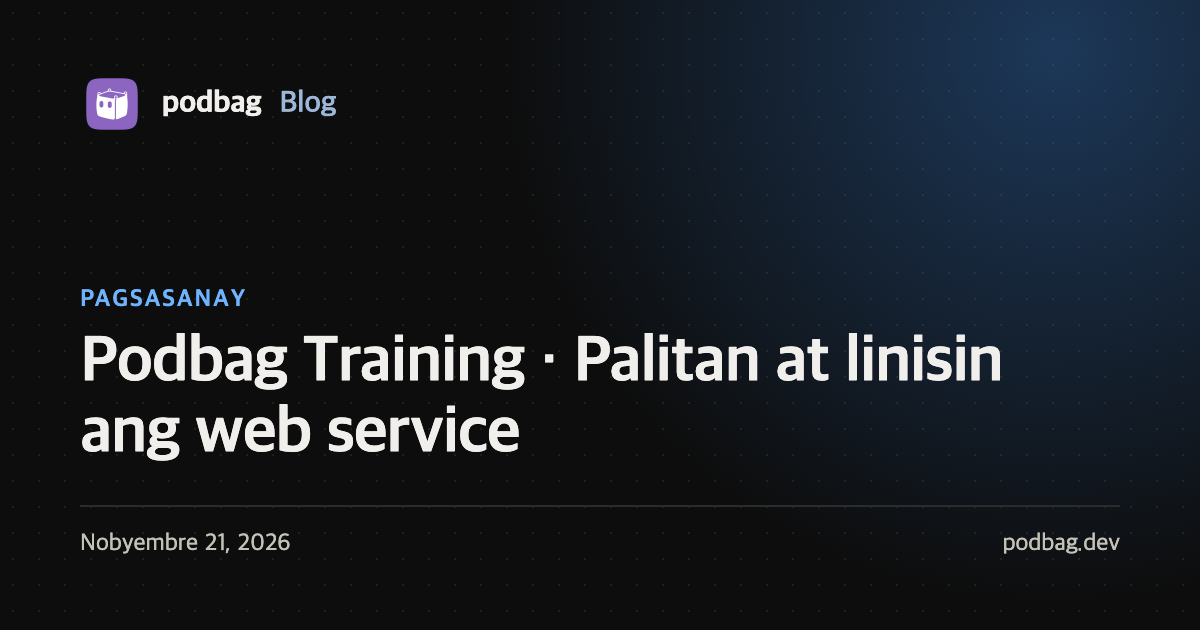 podbag Blog
PAGSASANAY
Podbag Training · Palitan at linisin
ang web service
Nobyembre 21, 2026
podbag.dev